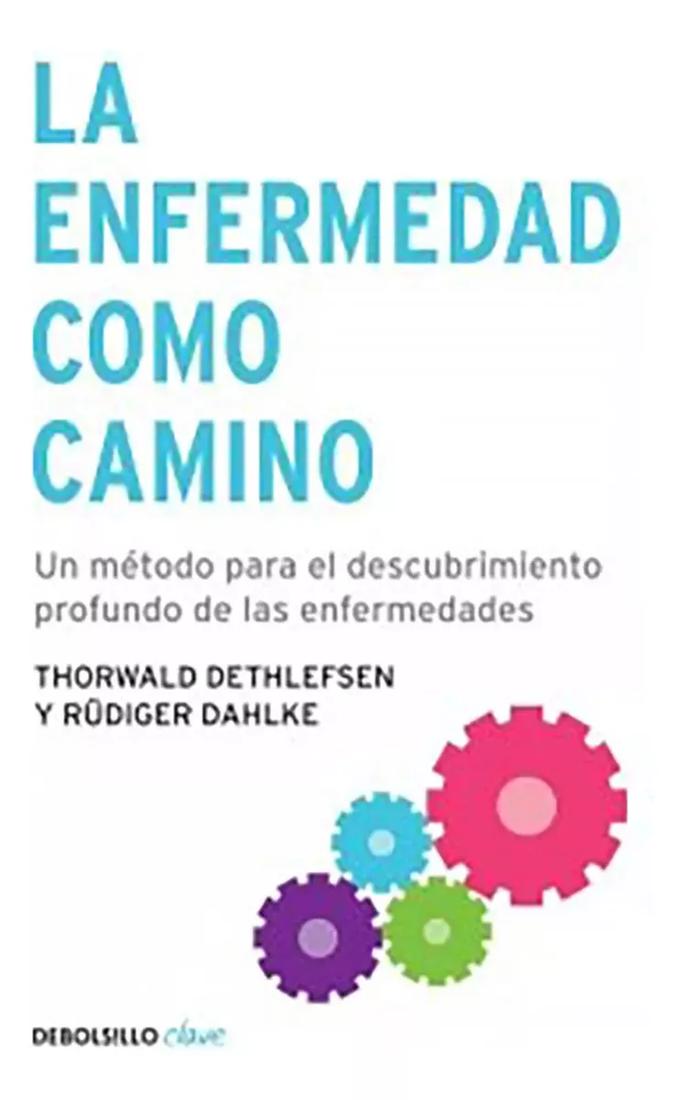 LA
ENFERMEDAD
COMO
CAMINO
Un método para el descubrimiento
profundo de las enfermedades
THORWALD DETHLEFSEN
Y RÜDIGER DAHLKE
DEBOLSILLO clave